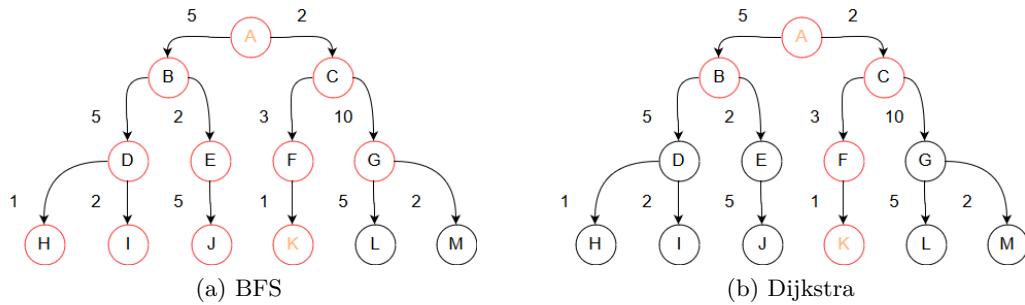 5 2 5 2
A A
B C B C
5 2 3 10 5 2 3 10
D E F G D E F G
1 2 5 1 5 2 1 2 5 1 5 2
H I J K L M H I J K L M
(a) BFS (b) Dijkstra